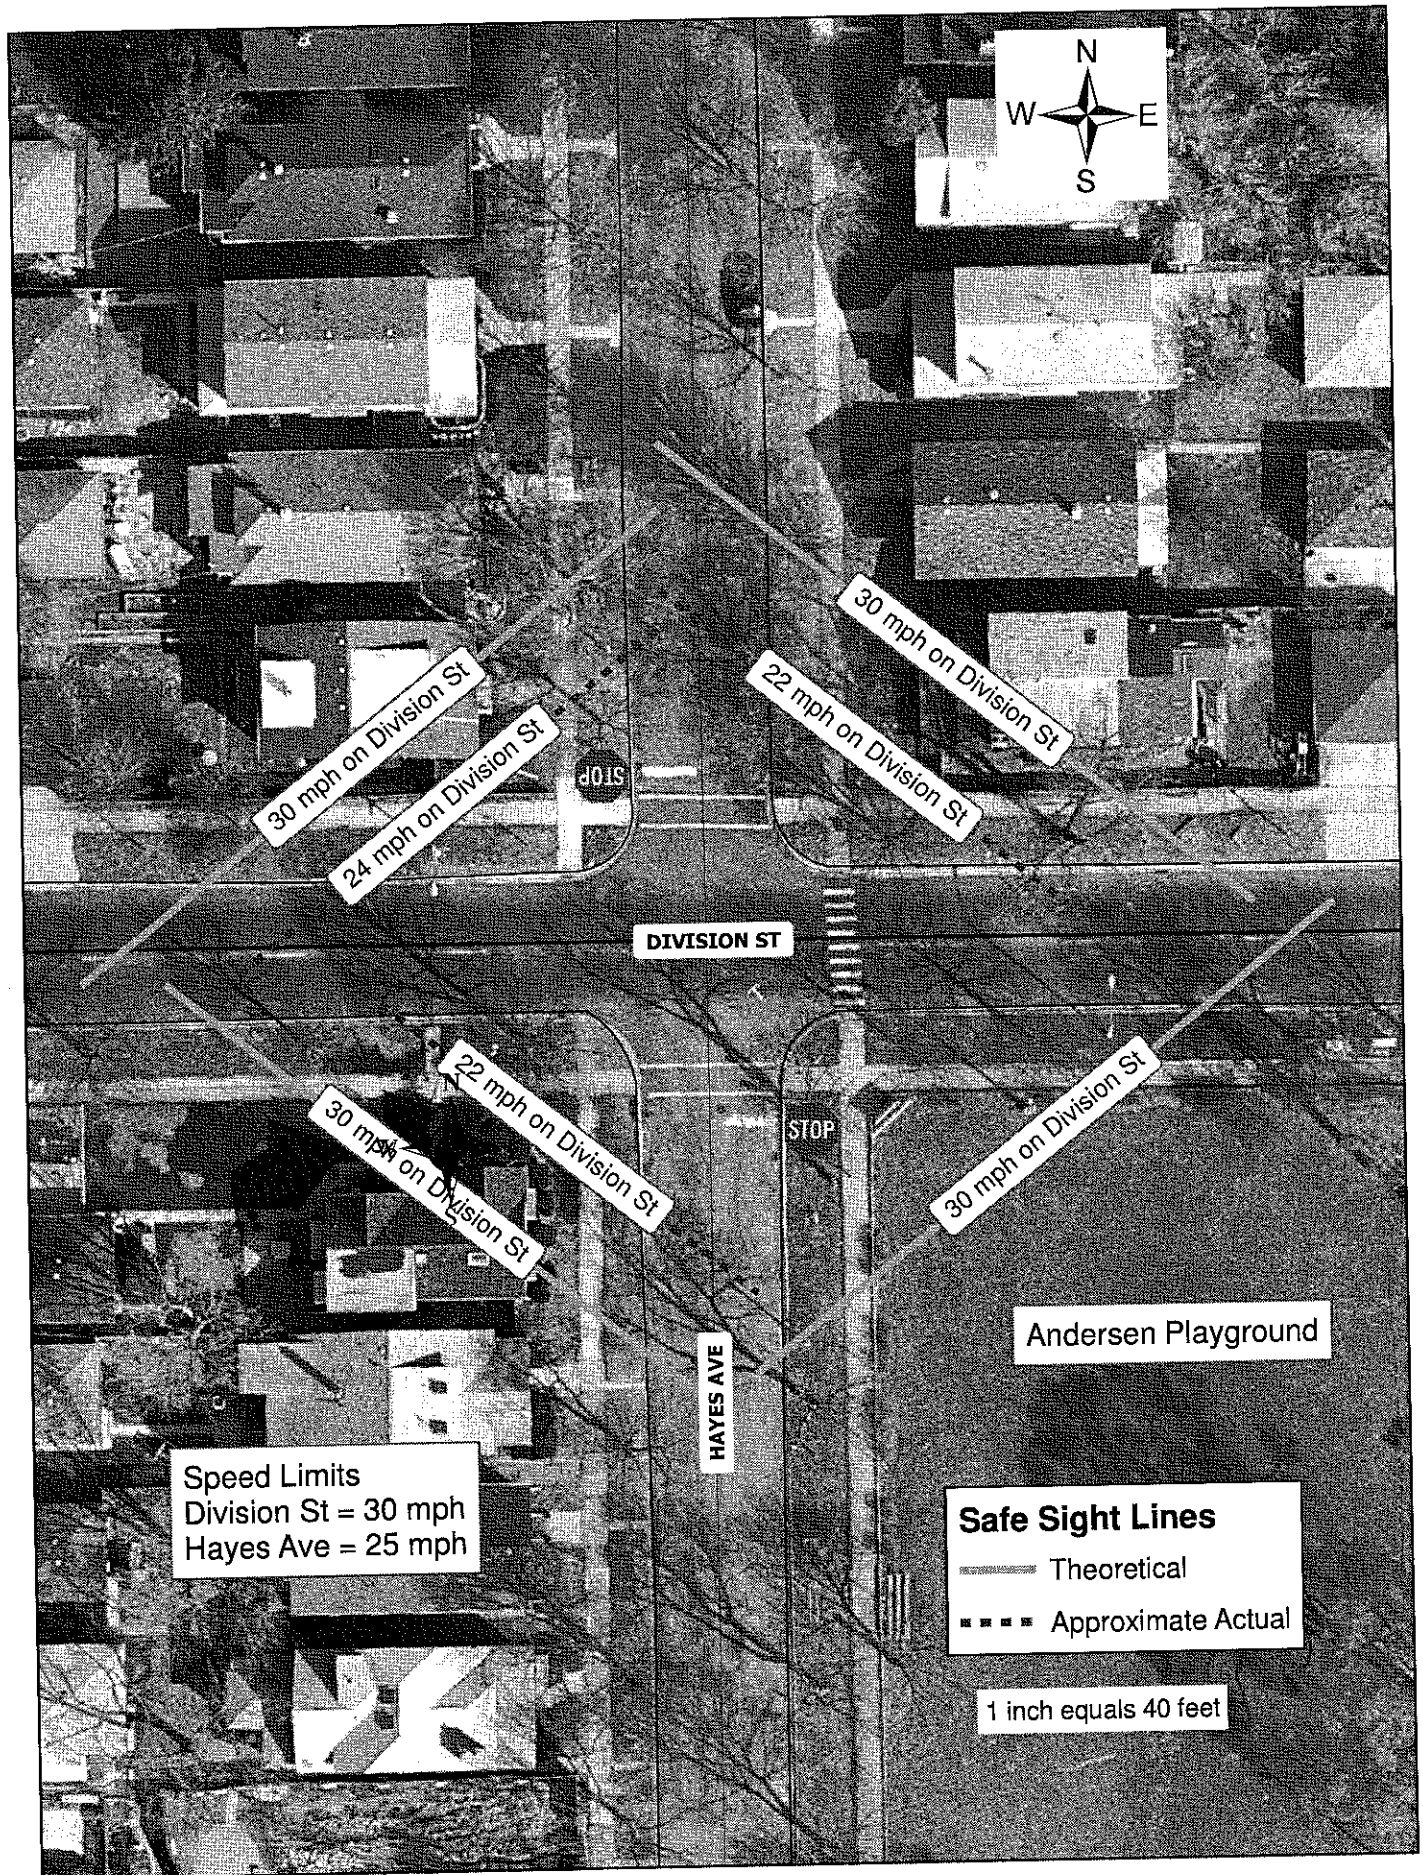 N
W E
S
30 mph on Division St
22 mph on Division St
30 mph on Division St
24 mph on Division St
STOP
DIVISION ST
22 mph on Division St
30 mph on Division St
30 mph on Division St
STOP
HAYES AVE
Andersen Playground
Speed Limits
Division St = 30 mph
Hayes Ave = 25 mph
Safe Sight Lines
Theoretical
Approximate Actual
1 inch equals 40 feet